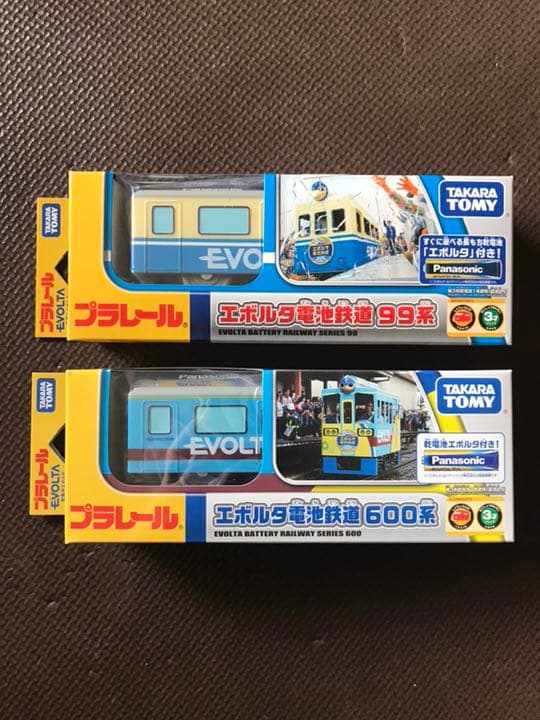 TAKARA
TOMY
プラレール
EVOLTA
EVO
TAKARA
TOMY
すぐに遊べる長もち乾電池
「エボルタ」付き!
Panasonic
プラレール
エボルタ電池鉄道 99系
EVOLTA BATTERY RAILWAY SERIES 99
3才
TAKARA
TOMY
プラレール
EVOLTA
Panasonic
EVOLT
TAKARA
TOMY
乾電池エボルタ付き!
Panasonic
プラレール
エボルタ電池鉄道 600系
EVOLTA BATTERY RAILWAY SERIES 600
3才